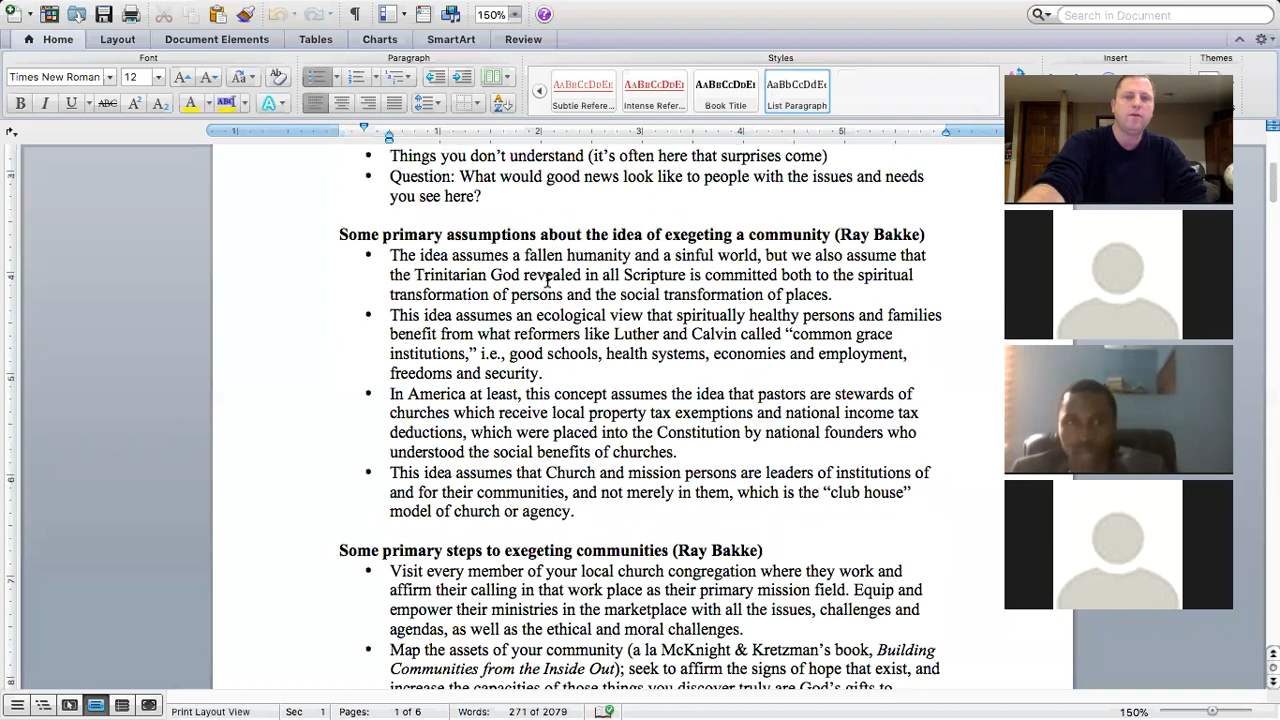 150%
Search in Document
Home Layout Document Elements Tables Charts SmartArt Review
Font Paragraph Styles Insert Themes
Times New Roman 12
Subtle Refere... Intense Refer... Book Title List Paragraph
Things you don’t understand (it’s often here that surprises come)
Question: What would good news look like to people with the issues and needs
you see here?
Some primary assumptions about the idea of exegeting a community (Ray Bakke)
The idea assumes a fallen humanity and a sinful world, but we also assume that
the Trinitarian God revealed in all Scripture is committed both to the spiritual
transformation of persons and the social transformation of places.
This idea assumes an ecological view that spiritually healthy persons and families
benefit from what reformers like Luther and Calvin called “common grace
institutions,” i.e., good schools, health systems, economies and employment,
freedoms and security.
In America at least, this concept assumes the idea that pastors are stewards of
churches which receive local property tax exemptions and national income tax
deductions, which were placed into the Constitution by national founders who
understood the social benefits of churches.
This idea assumes that Church and mission persons are leaders of institutions of
and for their communities, and not merely in them, which is the “club house”
model of church or agency.
Some primary steps to exegeting communities (Ray Bakke)
Visit every member of your local church congregation where they work and
affirm their calling in that work place as their primary mission field. Equip and
empower their ministries in the marketplace with all the issues, challenges and
agendas, as well as the ethical and moral challenges.
Map the assets of your community (a la McKnight & Kretzman’s book, Building
Communities from the Inside Out); seek to affirm the signs of hope that exist, and
increase the capacities of those things you discover truly are God’s gifts to
Print Layout View Sec 1 Pages: 1 of 6 Words: 271 of 2079 150%